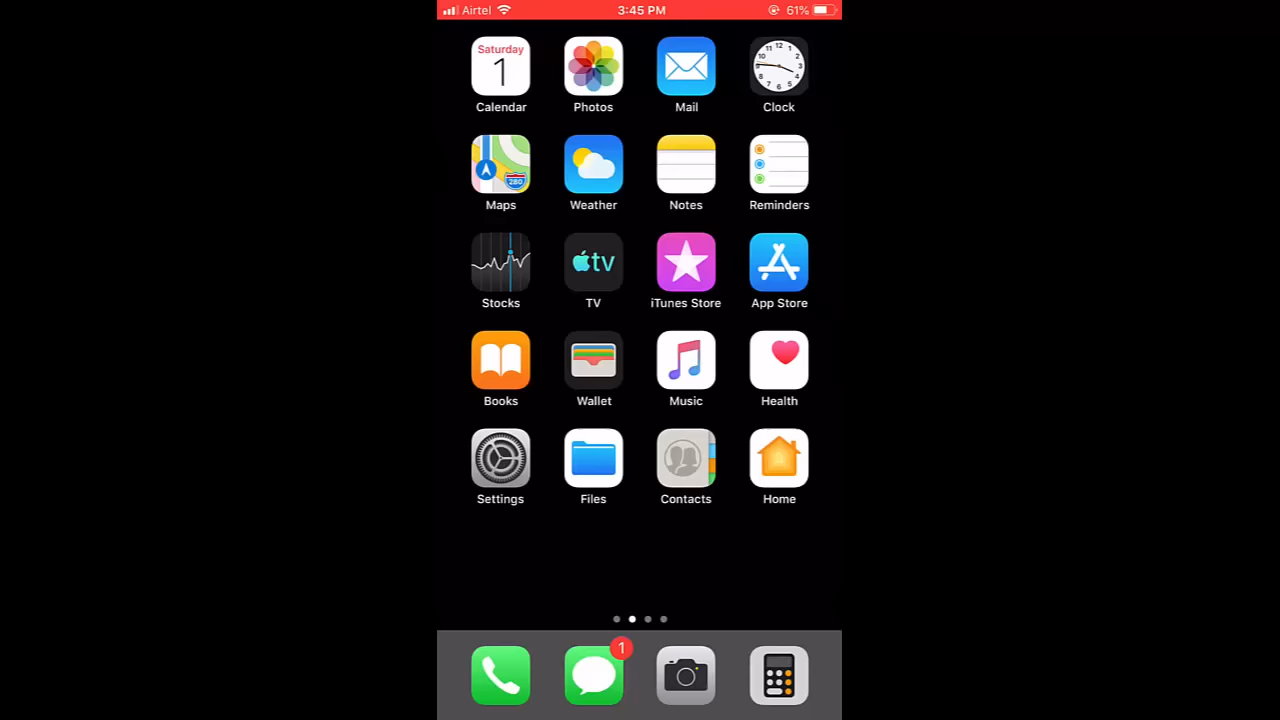 Airtel 3:45 PM 61%
Saturday
1
Calendar Photos Mail Clock
280
Maps Weather Notes Reminders
tv
Stocks TV iTunes Store App Store
Books Wallet Music Health
Settings Files Contacts Home
1